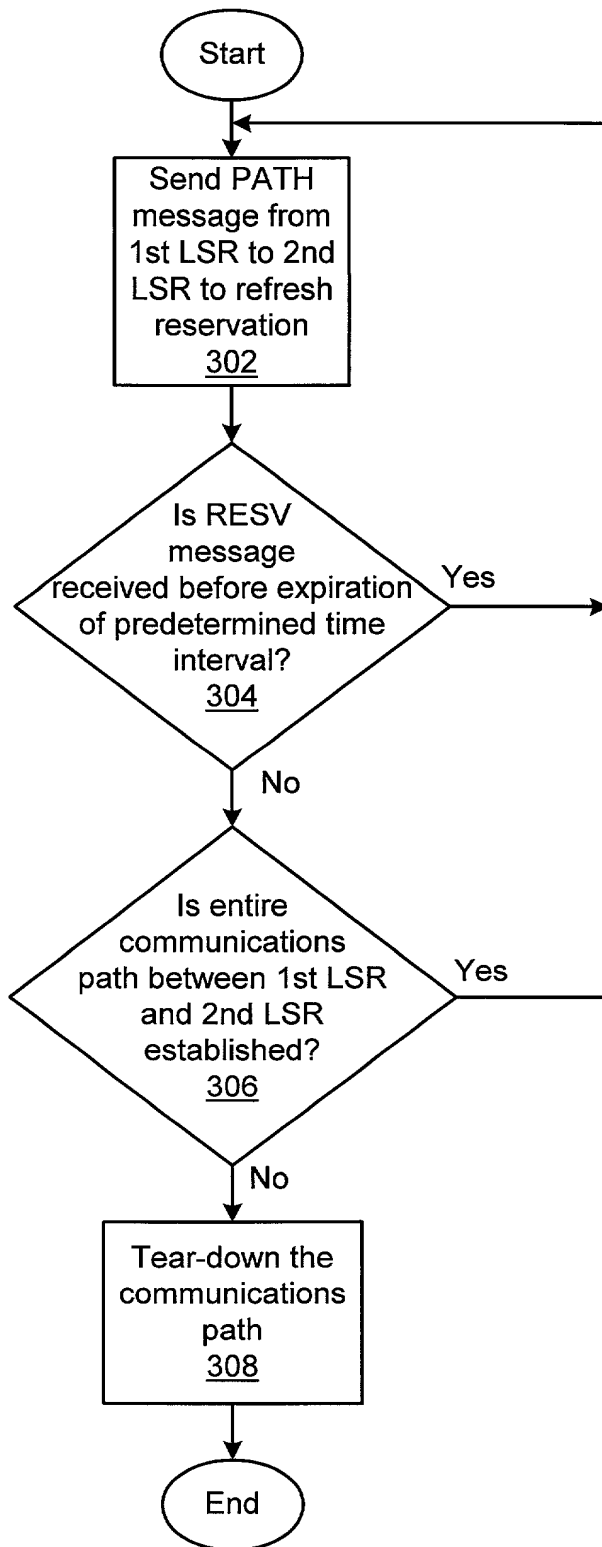 Start
Send PATH
message from
1st LSR to 2nd
LSR to refresh
reservation
302
Is RESV
message
received before expiration
of predetermined time
interval?
304
Yes
No
Is entire
communications
path between 1st LSR
and 2nd LSR
established?
306
Yes
No
Tear-down the
communications
path
308
End